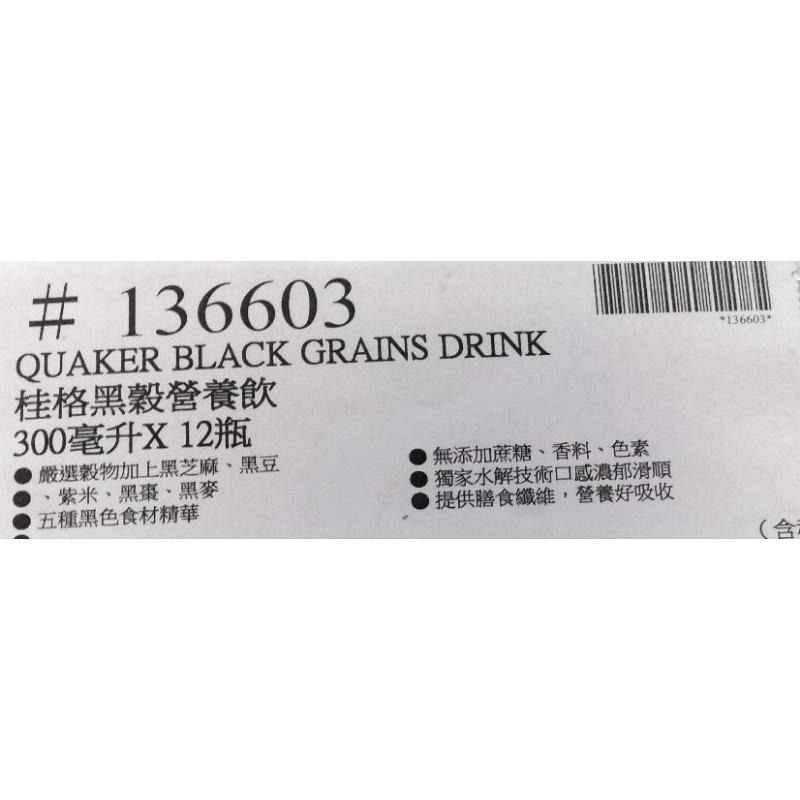 # 136603
*136603*
QUAKER BLACK GRAINS DRINK
桂格黑穀營養飲
300毫升X 12瓶
●嚴選穀物加上黑芝麻、黑豆
●、紫米、黑棗、黑麥
●五種黑色食材精華
●無添加蔗糖、香料、色素
●獨家水解技術口感濃郁滑順
●提供膳食纖維，營養好吸收
（含